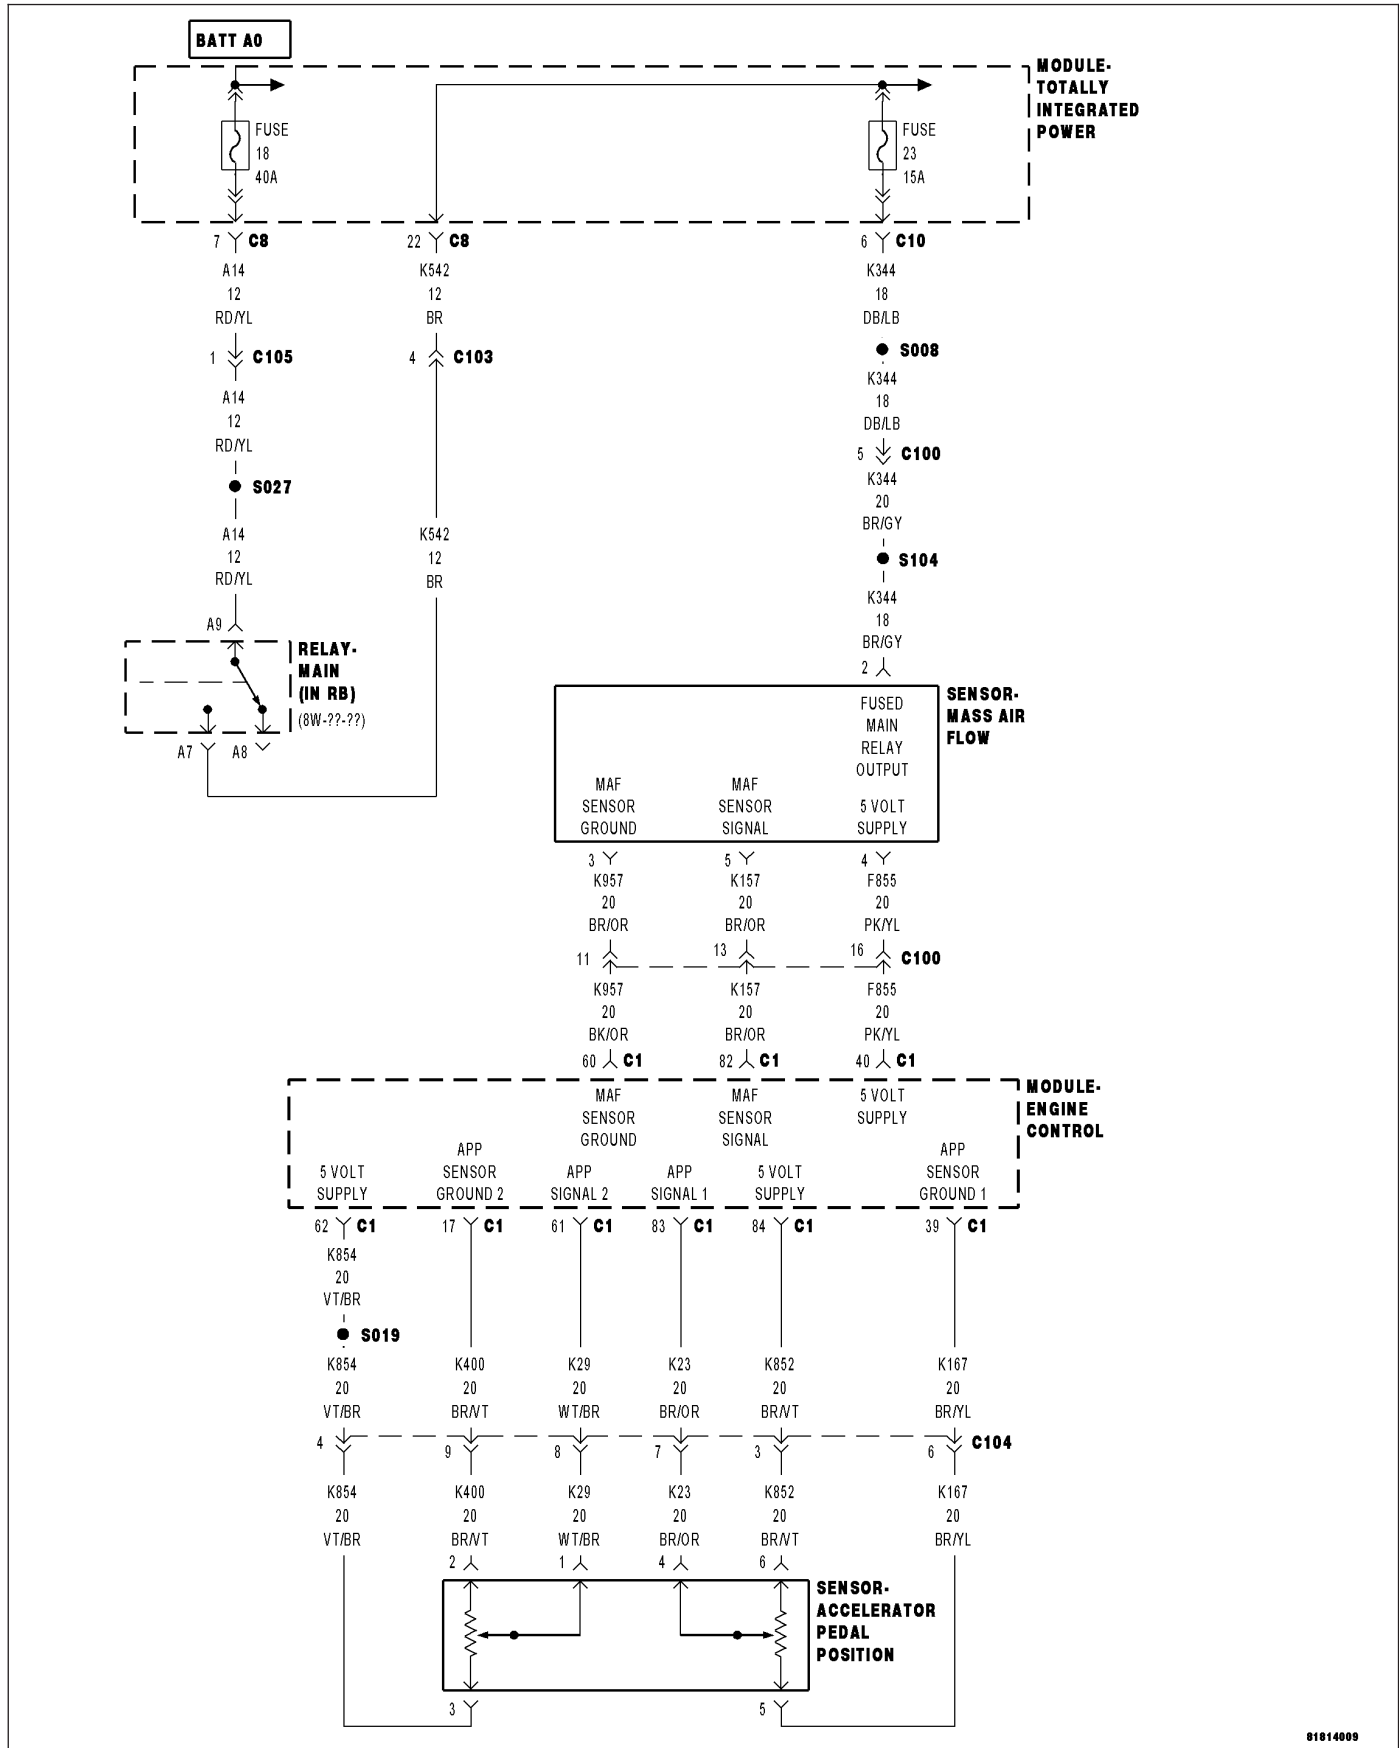 BATT A0
MODULE-
TOTALLY
INTEGRATED
POWER
FUSE
18
40A
FUSE
23
15A
7 C8
22 C8
6 C10
A14
12
RD/YL
K542
12
BR
K344
18
DB/LB
1 C105
4 C103
S008
K344
18
DB/LB
A14
12
RD/YL
5 C100
K344
20
BR/GY
S027
S104
A14
12
RD/YL
K542
12
BR
K344
18
BR/GY
A9
2
RELAY-
MAIN
(IN RB)
(8W-??-??)
A7 A8
SENSOR-
MASS AIR
FLOW
FUSED
MAIN
RELAY
OUTPUT
MAF
SENSOR
GROUND
MAF
SENSOR
SIGNAL
5 VOLT
SUPPLY
3 5 4
K957
20
BR/OR
K157
20
BR/OR
F855
20
PK/YL
11 13 16 C100
K957
20
BK/OR
K157
20
BR/OR
F855
20
PK/YL
60 C1 82 C1 40 C1
MODULE-
ENGINE
CONTROL
MAF
SENSOR
GROUND
MAF
SENSOR
SIGNAL
5 VOLT
SUPPLY
5 VOLT
SUPPLY
APP
SENSOR
GROUND 2
APP
SIGNAL 2
APP
SIGNAL 1
5 VOLT
SUPPLY
APP
SENSOR
GROUND 1
62 C1 17 C1 61 C1 83 C1 84 C1 39 C1
K854
20
VT/BR
S019
K854
20
VT/BR
K400
20
BR/VT
K29
20
WT/BR
K23
20
BR/OR
K852
20
BR/VT
K167
20
BR/YL
4 9 8 7 3 6 C104
K854
20
VT/BR
K400
20
BR/VT
K29
20
WT/BR
K23
20
BR/OR
K852
20
BR/VT
K167
20
BR/YL
2 1 4 6
SENSOR-
ACCELERATOR
PEDAL
POSITION
3 5
81814009